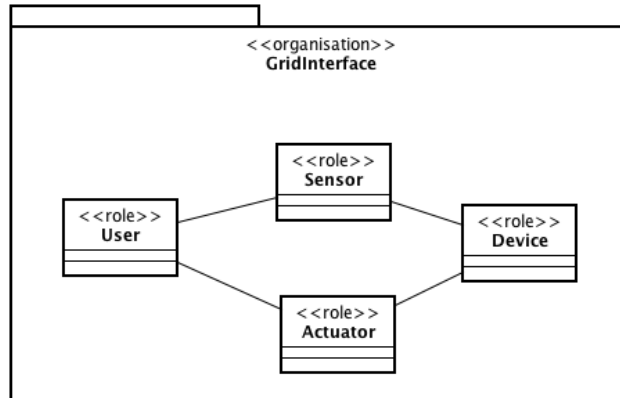 <<organisation>>
GridInterface
<<role>>
Sensor
<<role>>
User
<<role>>
Device
<<role>>
Actuator